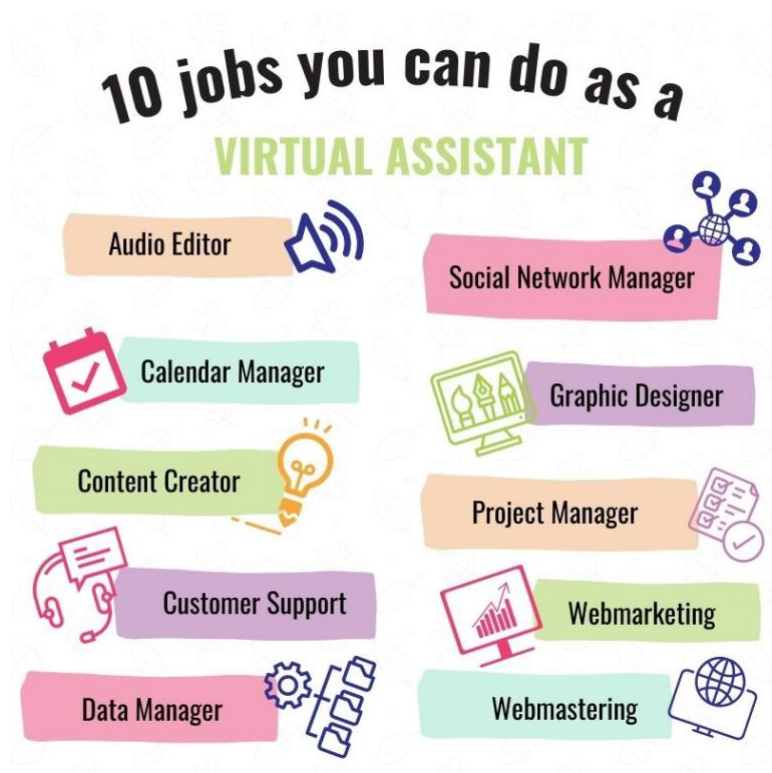 10 jobs you can do as a
VIRTUAL ASSISTANT
Audio Editor
Calendar Manager
Content Creator
Customer Support
Data Manager
Social Network Manager
Graphic Designer
Project Manager
Webmarketing
Webmastering